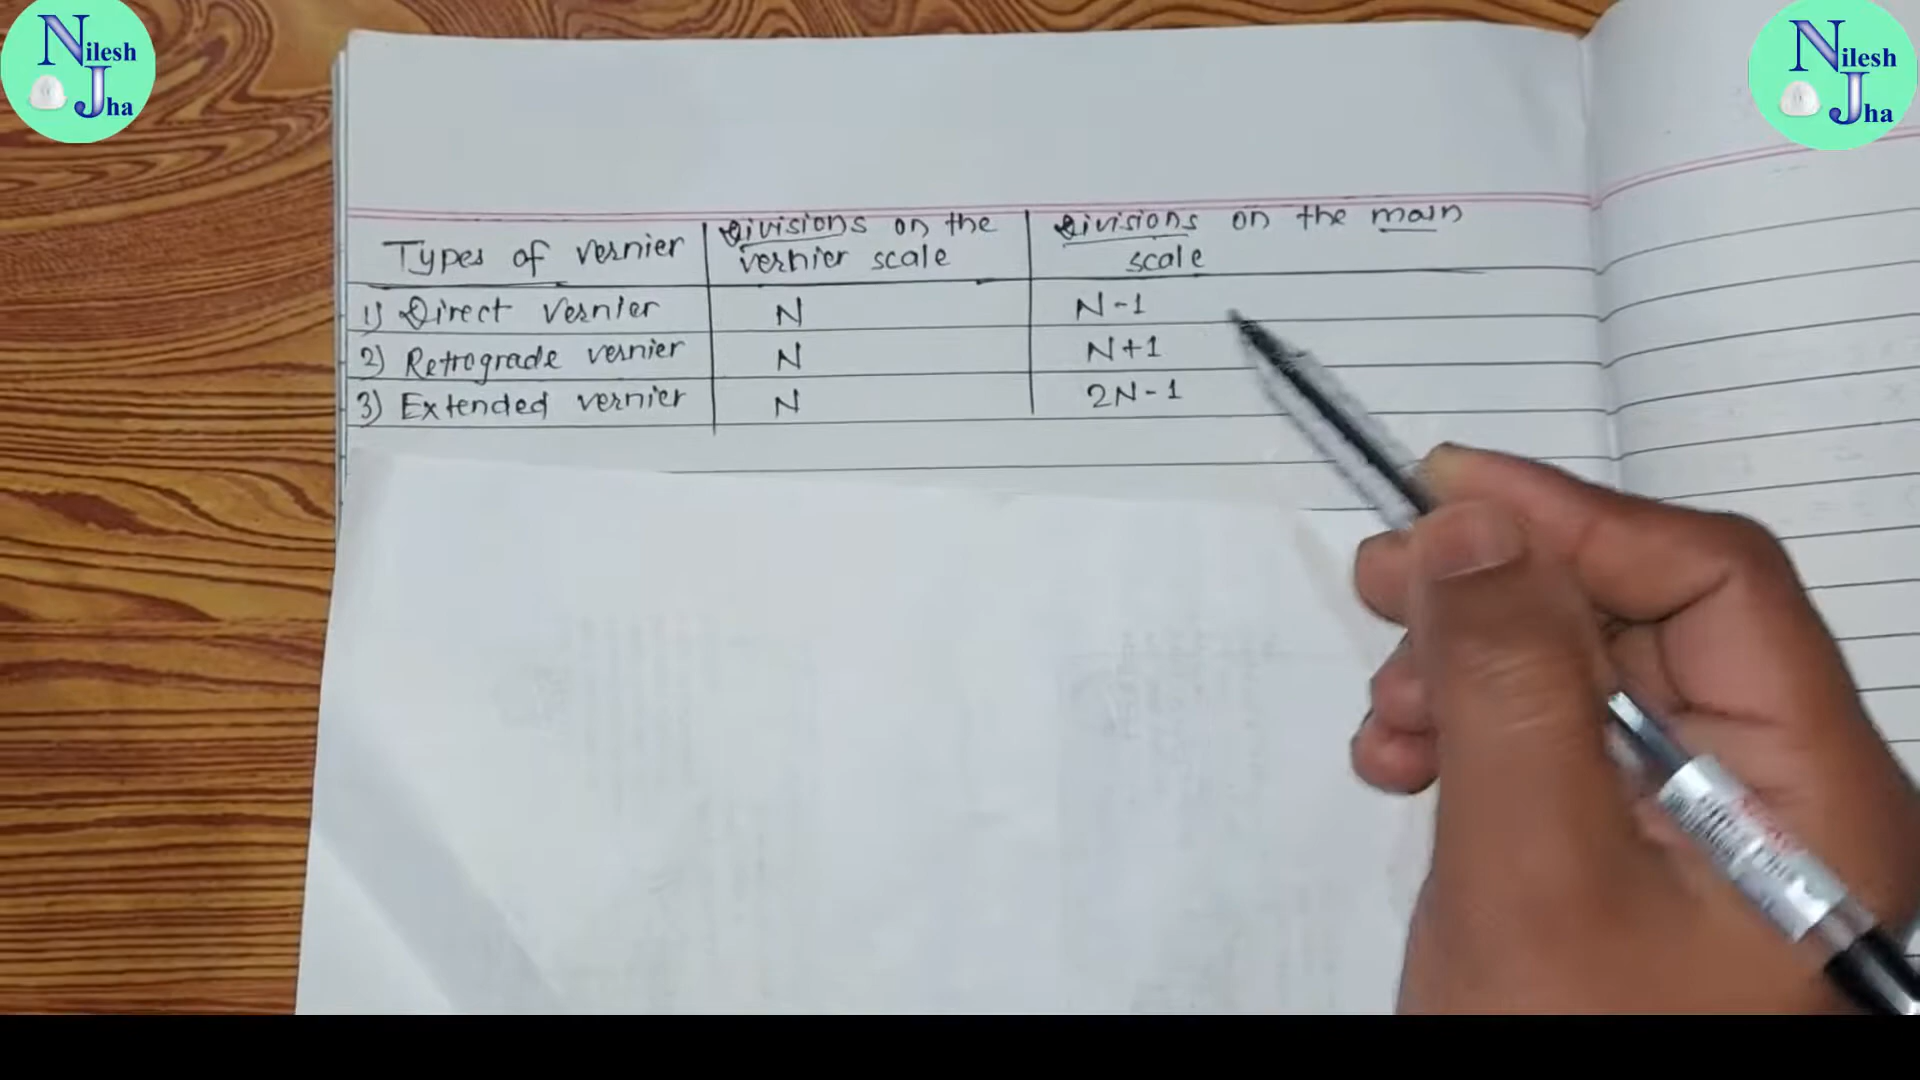 Nilesh
Jha
Nilesh
Jha
Types of vernier
Divisions on the
vernier scale
Divisions on the main
scale
1) Direct vernier N N-1
2) Retrograde vernier N N+1
3) Extended vernier N 2N-1